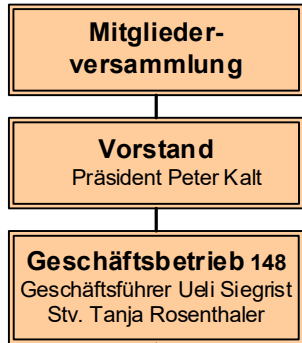 Mitglieder-
versammlung
Vorstand
Präsident Peter Kalt
Geschäftsbetrieb 148
Geschäftsführer Ueli Siegrist
Stv. Tanja Rosenthaler